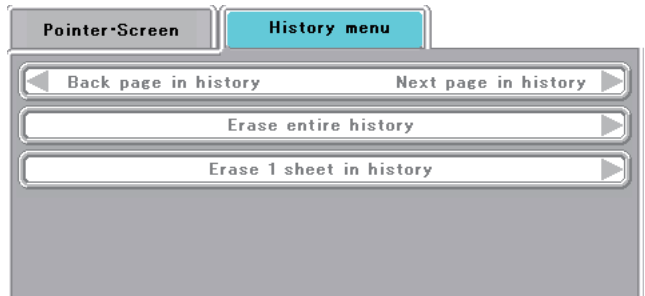 Pointer·Screen
History menu
Back page in history
Next page in history
Erase entire history
Erase 1 sheet in history